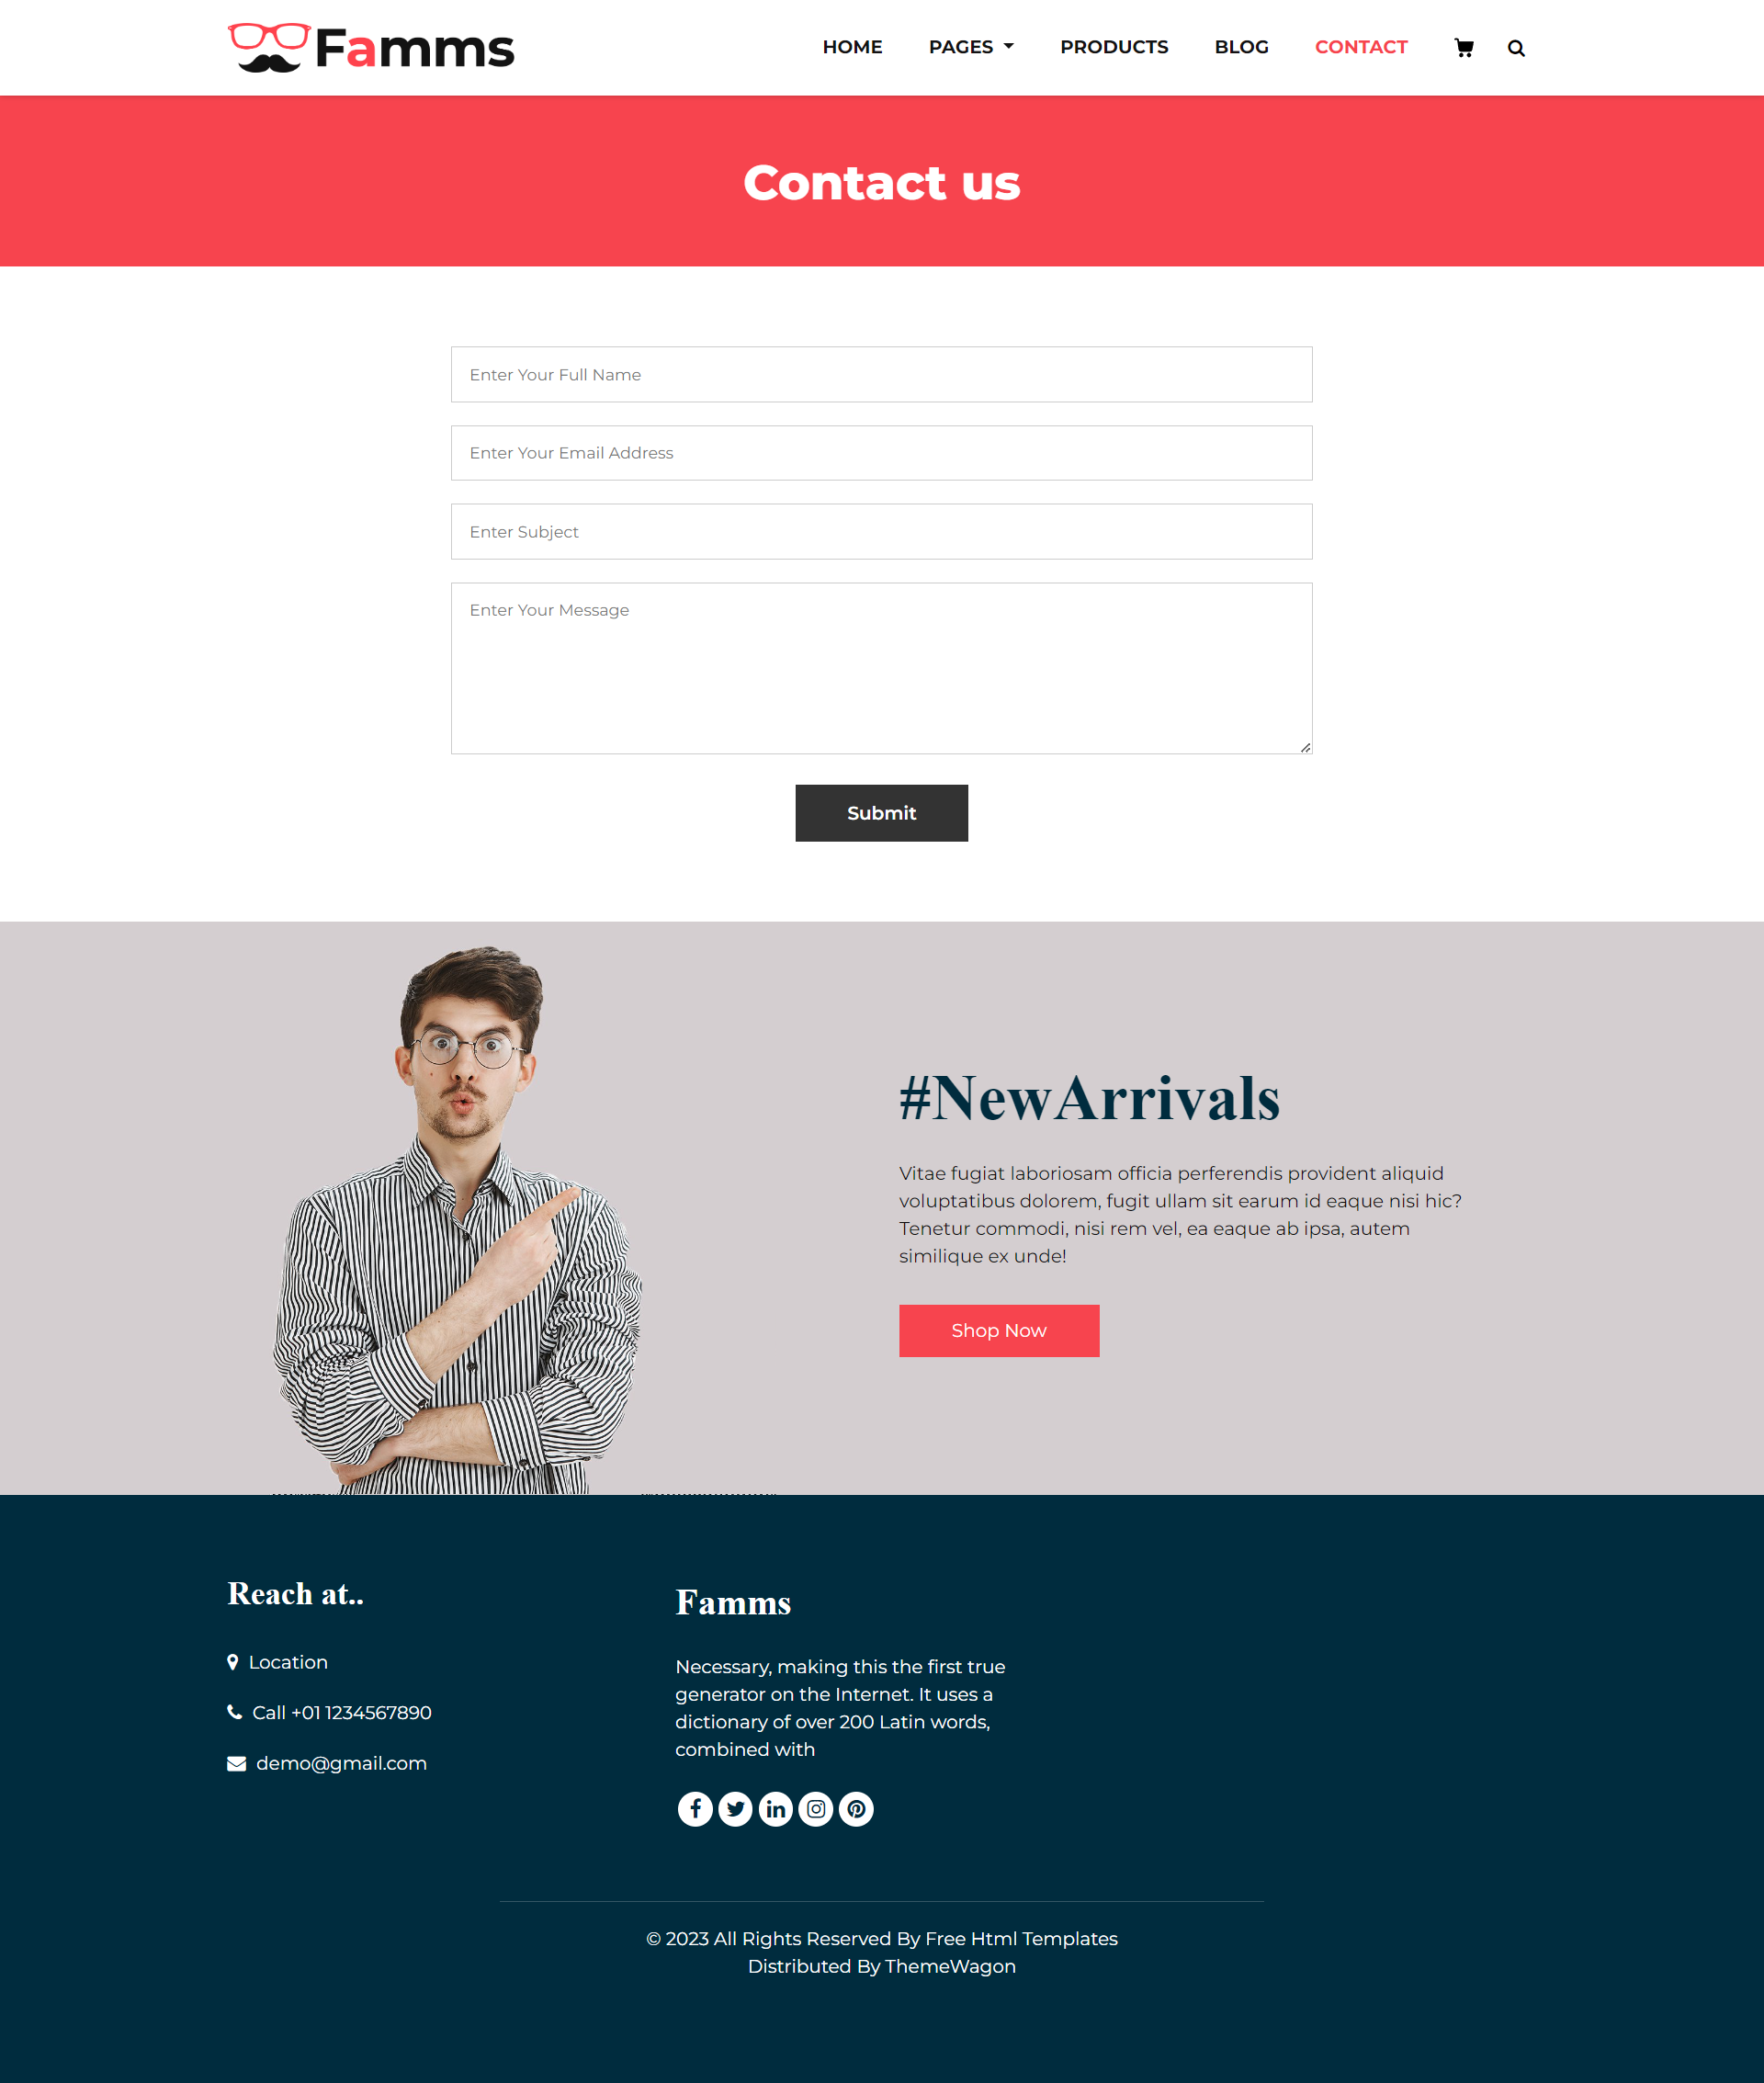 Famms
HOME PAGES PRODUCTS BLOG CONTACT
Contact us
Enter Your Full Name
Enter Your Email Address
Enter Subject
Enter Your Message
Submit
#NewArrivals
Vitae fugiat laboriosam officia perferendis provident aliquid
voluptatibus dolorem, fugit ullam sit earum id eaque nisi hic?
Tenetur commodi, nisi rem vel, ea eaque ab ipsa, autem
similique ex unde!
Shop Now
Reach at..
Location
Call +01 1234567890
demo@gmail.com
Famms
Necessary, making this the first true
generator on the Internet. It uses a
dictionary of over 200 Latin words,
combined with
© 2023 All Rights Reserved By Free Html Templates
Distributed By ThemeWagon